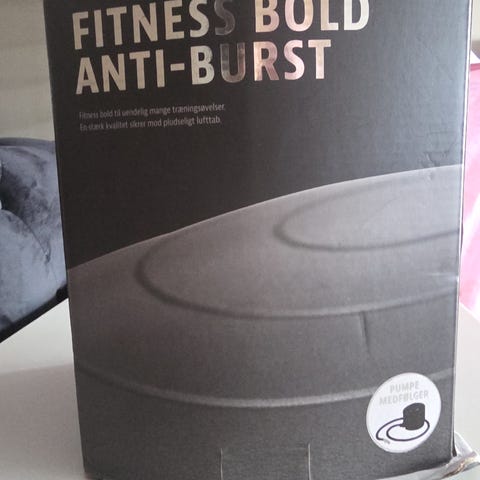 FITNESS BOLD
ANTI-BURST
Fitness bold til uendelig mange træningsøvelser.
En stærk kvalitet sikrer mod pludseligt lufttab.
PUMPE
MEDFØLGER